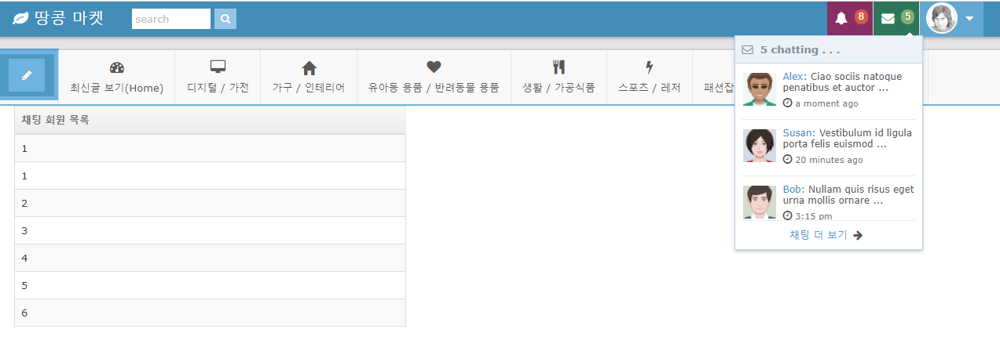 땅콩 마켓
search
8
5
5 chatting . . .
최신글 보기(Home)
디지털 / 가전
가구 / 인테리어
유아동 용품 / 반려동물 용품
생활 / 가공식품
스포츠 / 레저
패션잡
Alex: Ciao sociis natoque
penatibus et auctor ...
a moment ago
Susan: Vestibulum id ligula
porta felis euismod ...
20 minutes ago
Bob: Nullam quis risus eget
urna mollis ornare ...
3:15 pm
채팅 더 보기
채팅 회원 목록
1
1
2
3
4
5
6